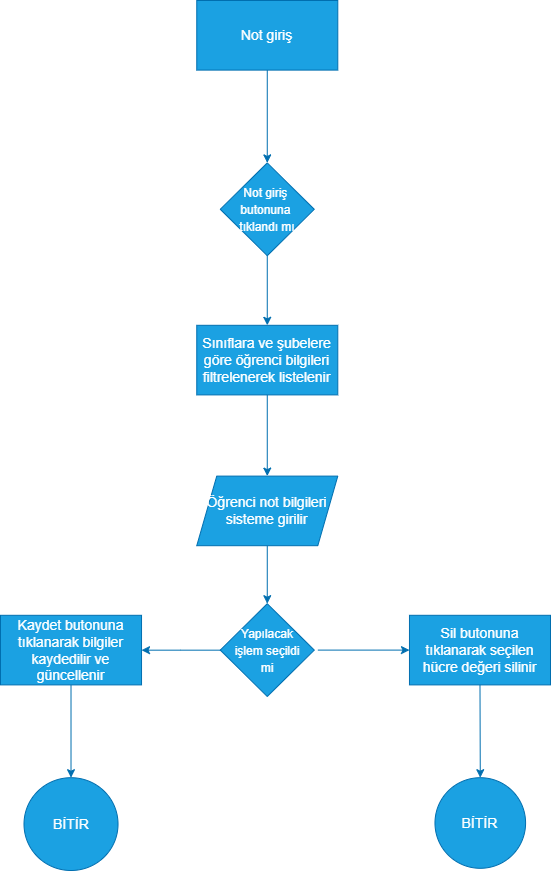 Not giriş
Not giriş
butonuna
tıklandı mı
Sınıflara ve şubelere
göre öğrenci bilgileri
filtrelenerek listelenir
Öğrenci not bilgileri
sisteme girilir
Yapılacak
işlem seçildi
mi
Kaydet butonuna
tıklanarak bilgiler
kaydedilir ve
güncellenir
Sil butonuna
tıklanarak seçilen
hücre değeri silinir
BİTİR
BİTİR